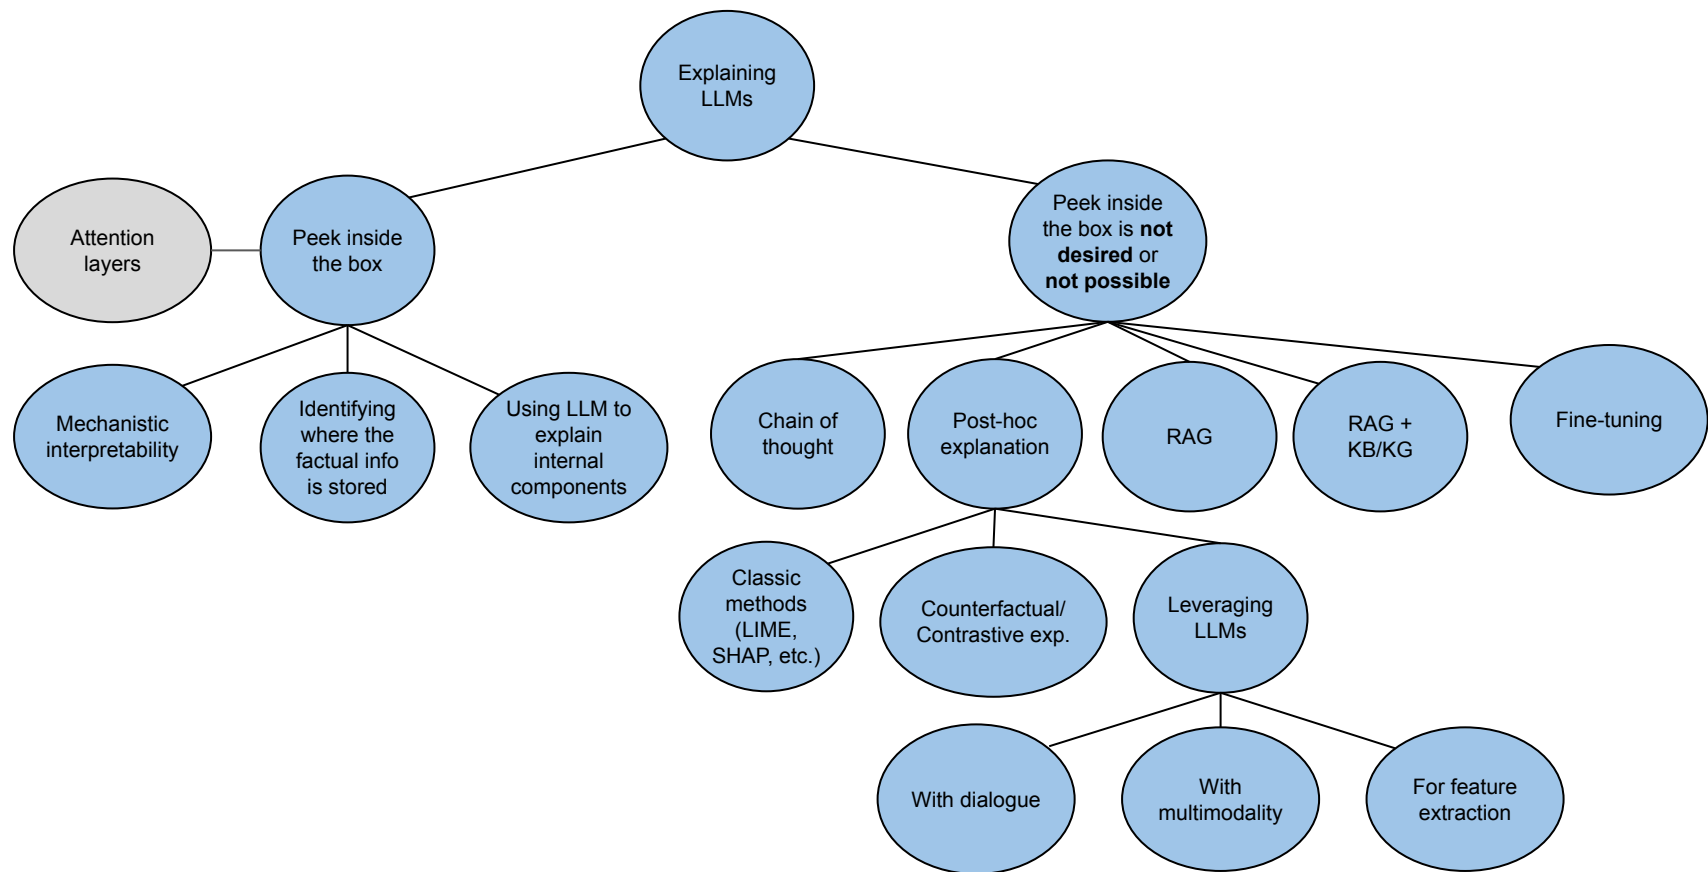 Explaining
LLMs
Attention
layers
Peek inside
the box
Peek inside
the box is not
desired or
not possible
Mechanistic
interpretability
Identifying
where the
factual info
is stored
Using LLM to
explain
internal
components
Chain of
thought
Post-hoc
explanation
RAG
RAG +
KB/KG
Fine-tuning
Classic
methods
(LIME,
SHAP, etc.)
Counterfactual/
Contrastive exp.
Leveraging
LLMs
With dialogue
With
multimodality
For feature
extraction